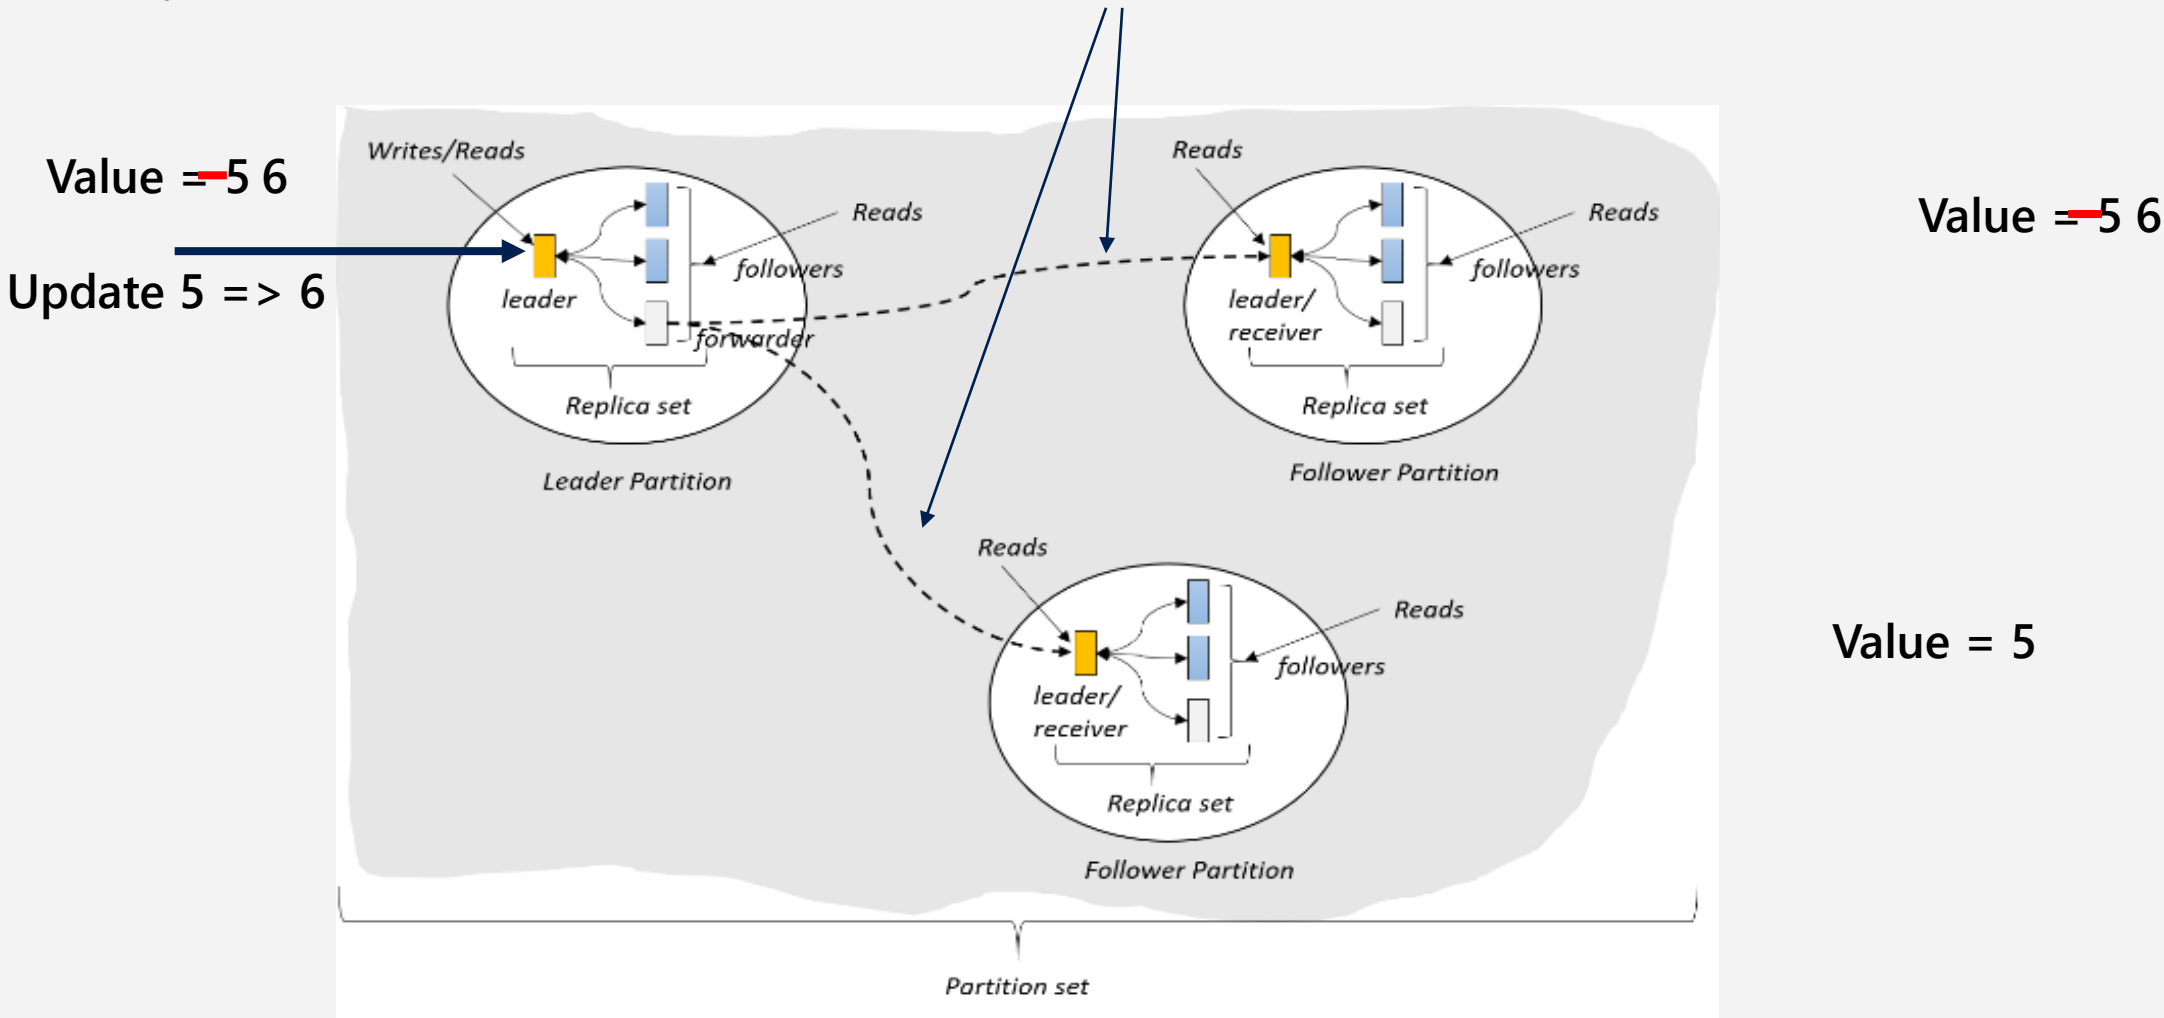 Writes/Reads
Reads
Value = 5 6
Reads
Reads
Value = 5 6
followers
followers
Update 5 => 6
leader
leader/
receiver
forwarder
Replica set
Replica set
Leader Partition
Follower Partition
Reads
Reads
Value = 5
followers
leader/
receiver
Replica set
Follower Partition
Partition set